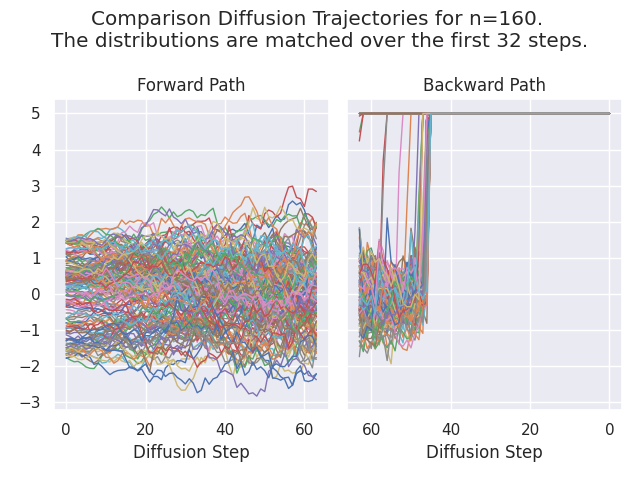 Comparison Diffusion Trajectories for n=160.
The distributions are matched over the first 32 steps.
Forward Path
Backward Path
5
4
3
2
1
0
−1
−2
−3
0 20 40 60
60 40 20 0
Diffusion Step
Diffusion Step